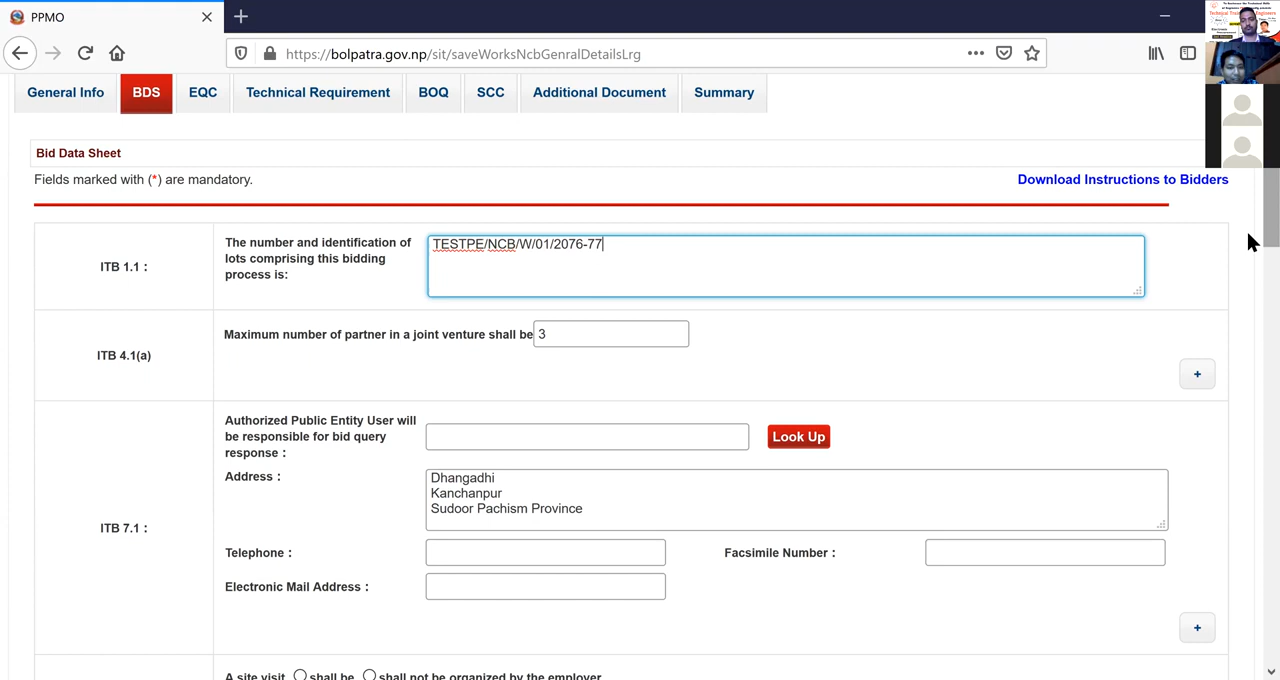 PPMO
https://bolpatra.gov.np/slit/saveWorksNcbGenralDetailsLrg
General Info BDS EQC Technical Requirement BOQ SCC Additional Document Summary
Bid Data Sheet
Fields marked with (*) are mandatory.
Download Instructions to Bidders
ITB 1.1 :
The number and identification of
lots comprising this bidding
process is:
TESTPE/NCB/W/01/2076-77
ITB 4.1(a)
Maximum number of partner in a joint venture shall be 3
+
ITB 7.1 :
Authorized Public Entity User will
be responsible for bid query
response :
Look Up
Address :
Dhangadhi
Kanchanpur
Sudoor Pachism Province
Telephone :
Facsimile Number :
Electronic Mail Address :
+
A site visit shall be shall not be organized by the employer